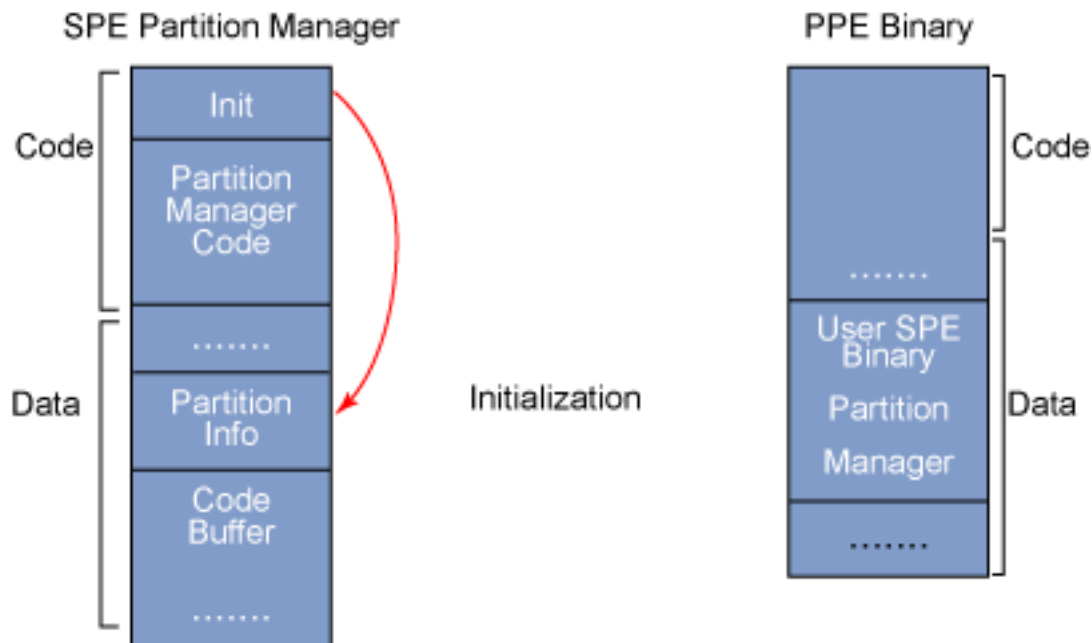 SPE Partition Manager
Code
Init
Partition
Manager
Code
.......
Data
Partition
Info
Code
Buffer
.......
Initialization
PPE Binary
Code
.......
User SPE
Binary
Partition
Manager
Data
.......